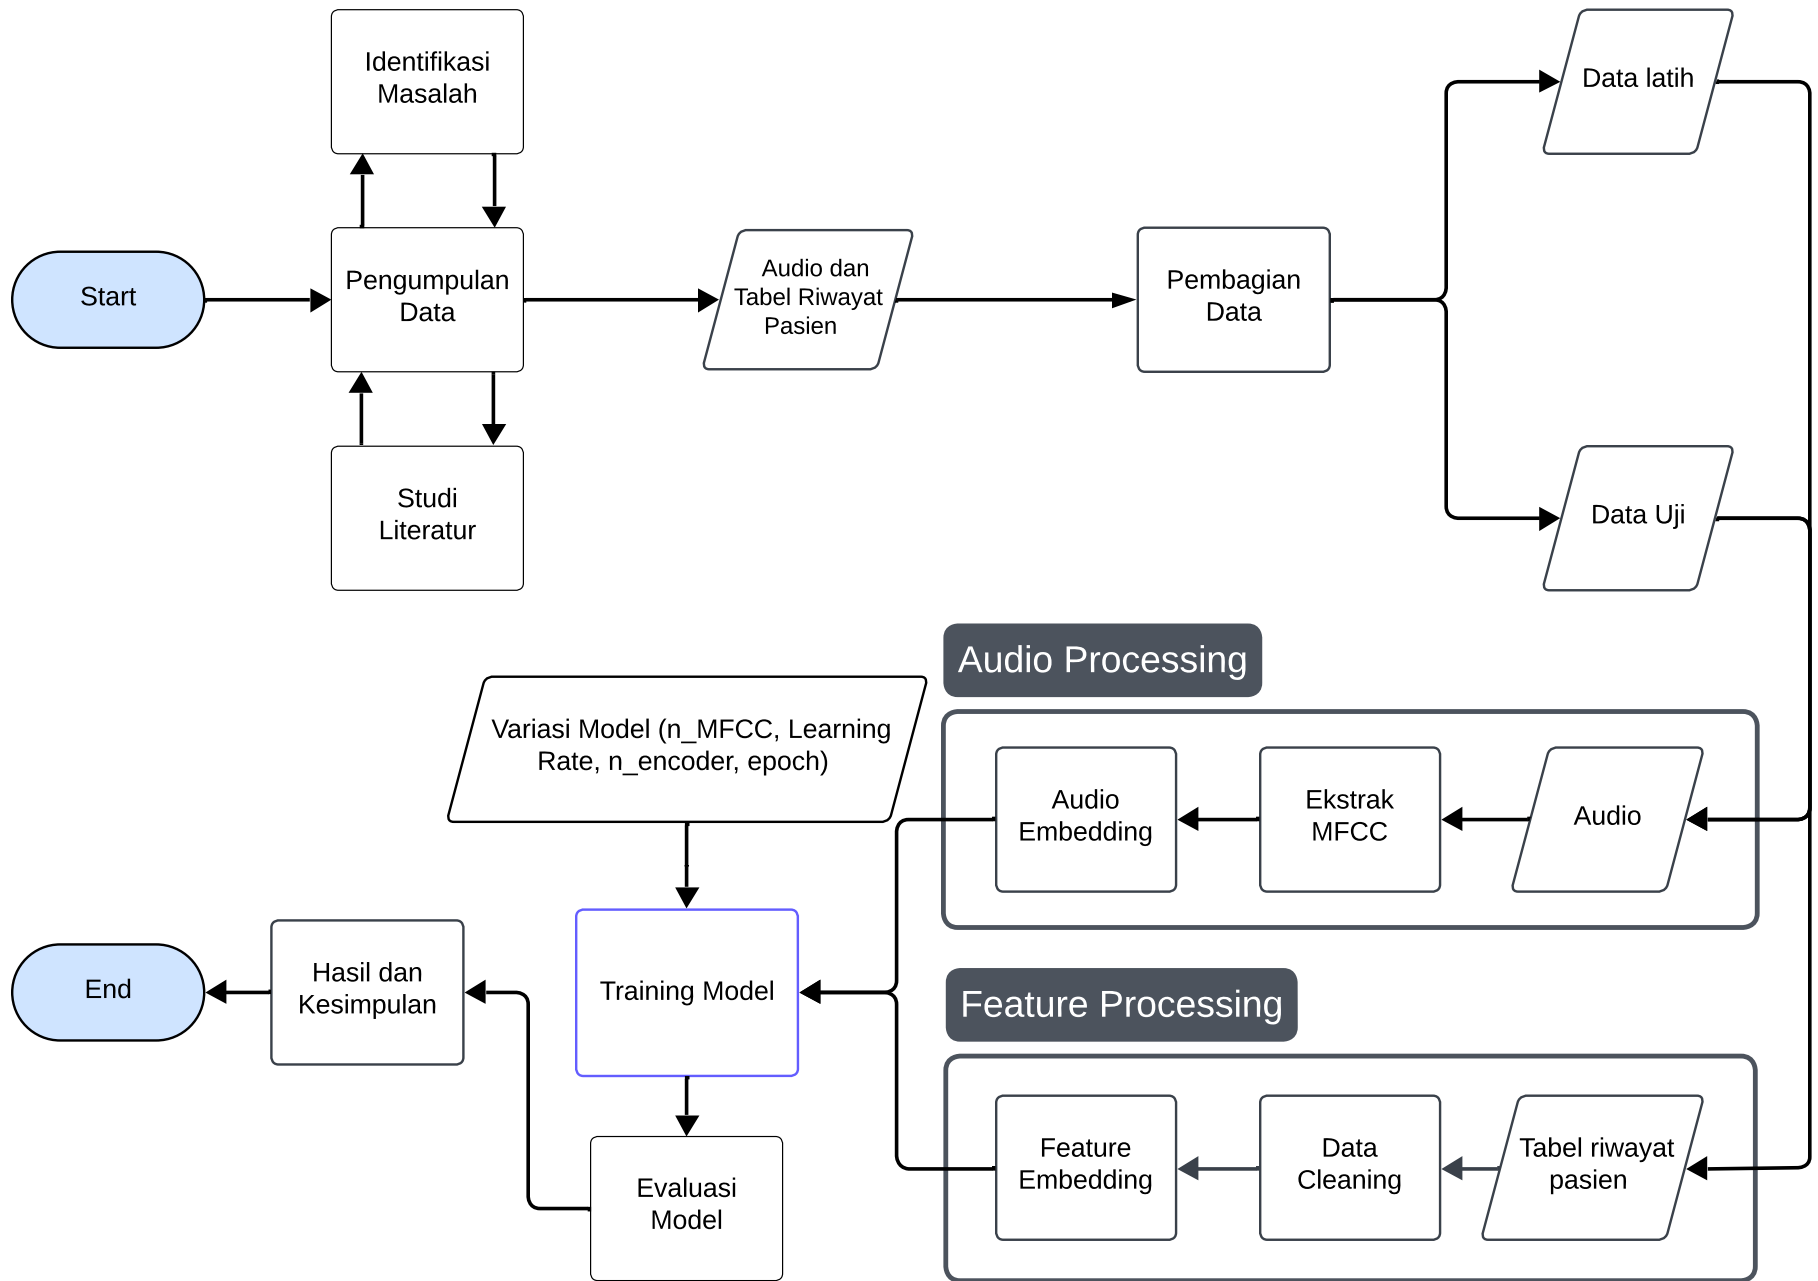 Identifikasi
Masalah
Data latih
Start
Pengumpulan
Data
Audio dan
Tabel Riwayat
Pasien
Pembagian
Data
Studi
Literatur
Data Uji
Audio Processing
Variasi Model (n_MFCC, Learning
Rate, n_encoder, epoch)
Audio
Embedding
Ekstrak
MFCC
Audio
End
Hasil dan
Kesimpulan
Training Model
Feature Processing
Feature
Embedding
Data
Cleaning
Tabel riwayat
pasien
Evaluasi
Model